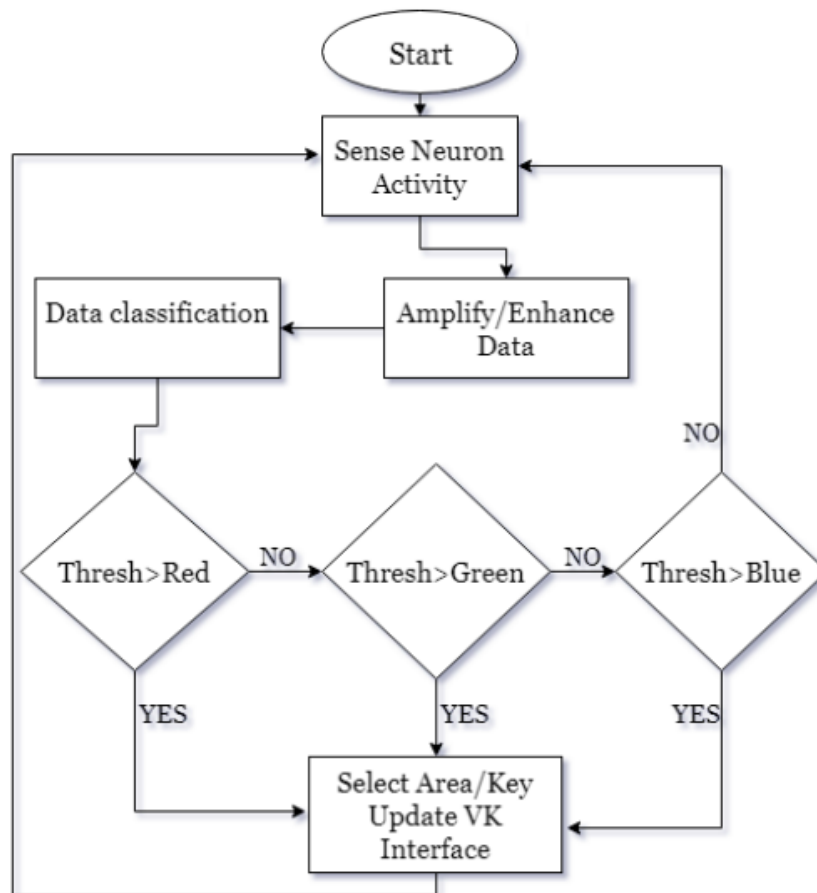 Start
Sense Neuron
Activity
Data classification
Amplify/Enhance
Data
NO
Thresh>Red
NO
Thresh>Green
NO
Thresh>Blue
YES
YES
YES
Select Area/Key
Update VK
Interface